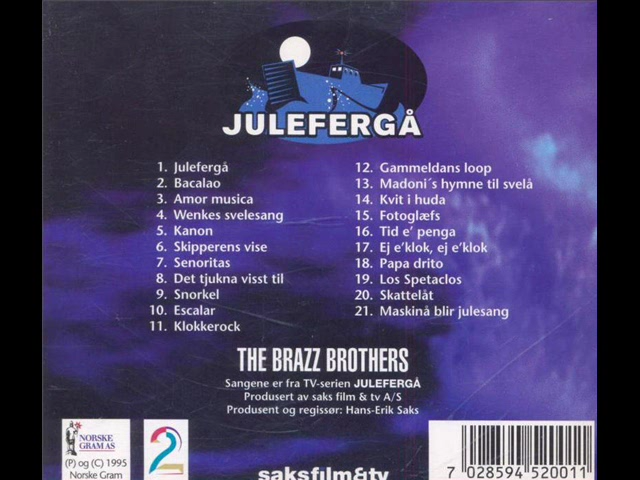 JULEFERGÅ
1. Julefergå
2. Bacalao
3. Amor musica
4. Wenkes svelesang
5. Kanon
6. Skipperens vise
7. Senoritas
8. Det tjukna visst til
9. Snorkel
10. Escalar
11. Klokkerock
12. Gammeldans loop
13. Madoni´s hymne til svelå
14. Kvit i huda
15. Fotoglæfs
16. Tid e' penga
17. Ej e'klok, ej e'klok
18. Papa drito
19. Los Spetaclos
20. Skattelåt
21. Maskinå blir julesang
THE BRAZZ BROTHERS
Sangene er fra TV-serien JULEFERGÅ
Produsert av saks film & tv A/S
Produsent og regissør: Hans-Erik Saks
NORSKE
GRAM AS
(P) og (C) 1995
Norske Gram
2
saksfilm&tv
7 028594 520011